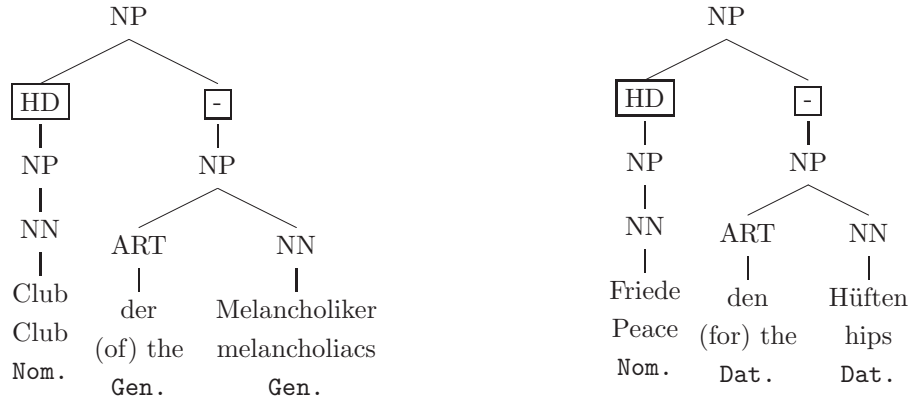 NP
HD -
NP NP
NN ART NN
Club der Melancholiker
Club (of) the melancholiacs
Nom. Gen. Gen.
NP
HD -
NP NP
NN ART NN
Friede den Hüften
Peace (for) the hips
Nom. Dat. Dat.